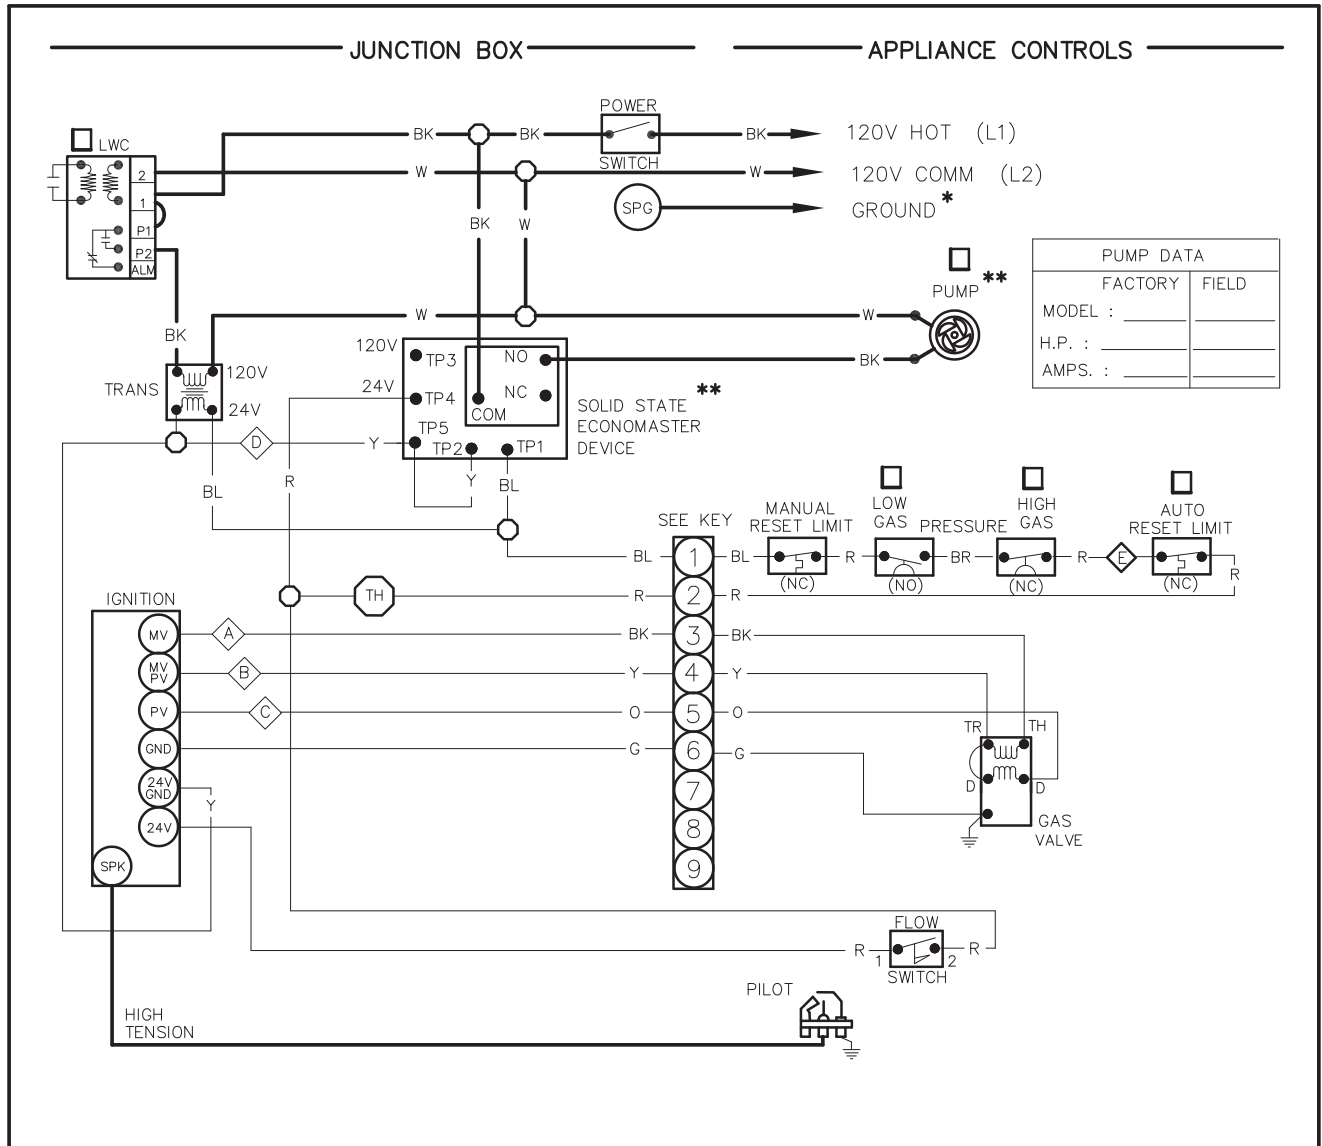 JUNCTION BOX
APPLIANCE CONTROLS
POWER
BK
BK
BK
120V HOT (L1)
LWC
SWITCH
2
W
W
120V COMM (L2)
1
SPG
GROUND*
P1
BK
W
P2
ALM
PUMP **
PUMP DATA
FACTORY
FIELD
MODEL :
H.P. :
AMPS. :
BK
W
W
120V
TP3
NO
BK
TRANS
120V
24V
24V
TP4
NC
COM
**
SOLID STATE
ECONOMASTER
DEVICE
TP5
D
Y
TP2
TP1
R
Y
BL
BL
SEE KEY
MANUAL
RESET LIMIT
LOW
GAS
PRESSURE
HIGH
GAS
AUTO
RESET LIMIT
BL
1
BL
R
BR
R
E
(NC)
(NO)
(NC)
(NC)
R
IGNITION
TH
R
2
R
MV
A
BK
3
BK
MV
PV
B
Y
4
Y
PV
C
O
5
O
TR
TH
GND
G
6
G
24V
GND
Y
7
D
D
24V
8
GAS
VALVE
SPK
9
FLOW
R
1
2
R
SWITCH
PILOT
HIGH
TENSION